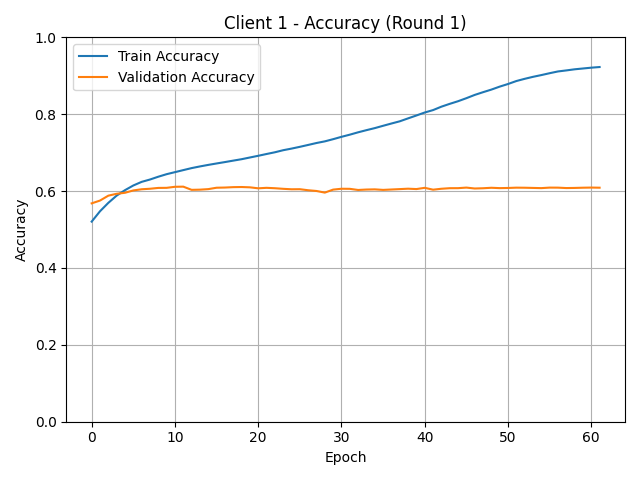 Client 1 - Accuracy (Round 1)
Train Accuracy
Validation Accuracy
1.0
0.8
0.6
0.4
0.2
0.0
Accuracy
0 10 20 30 40 50 60
Epoch